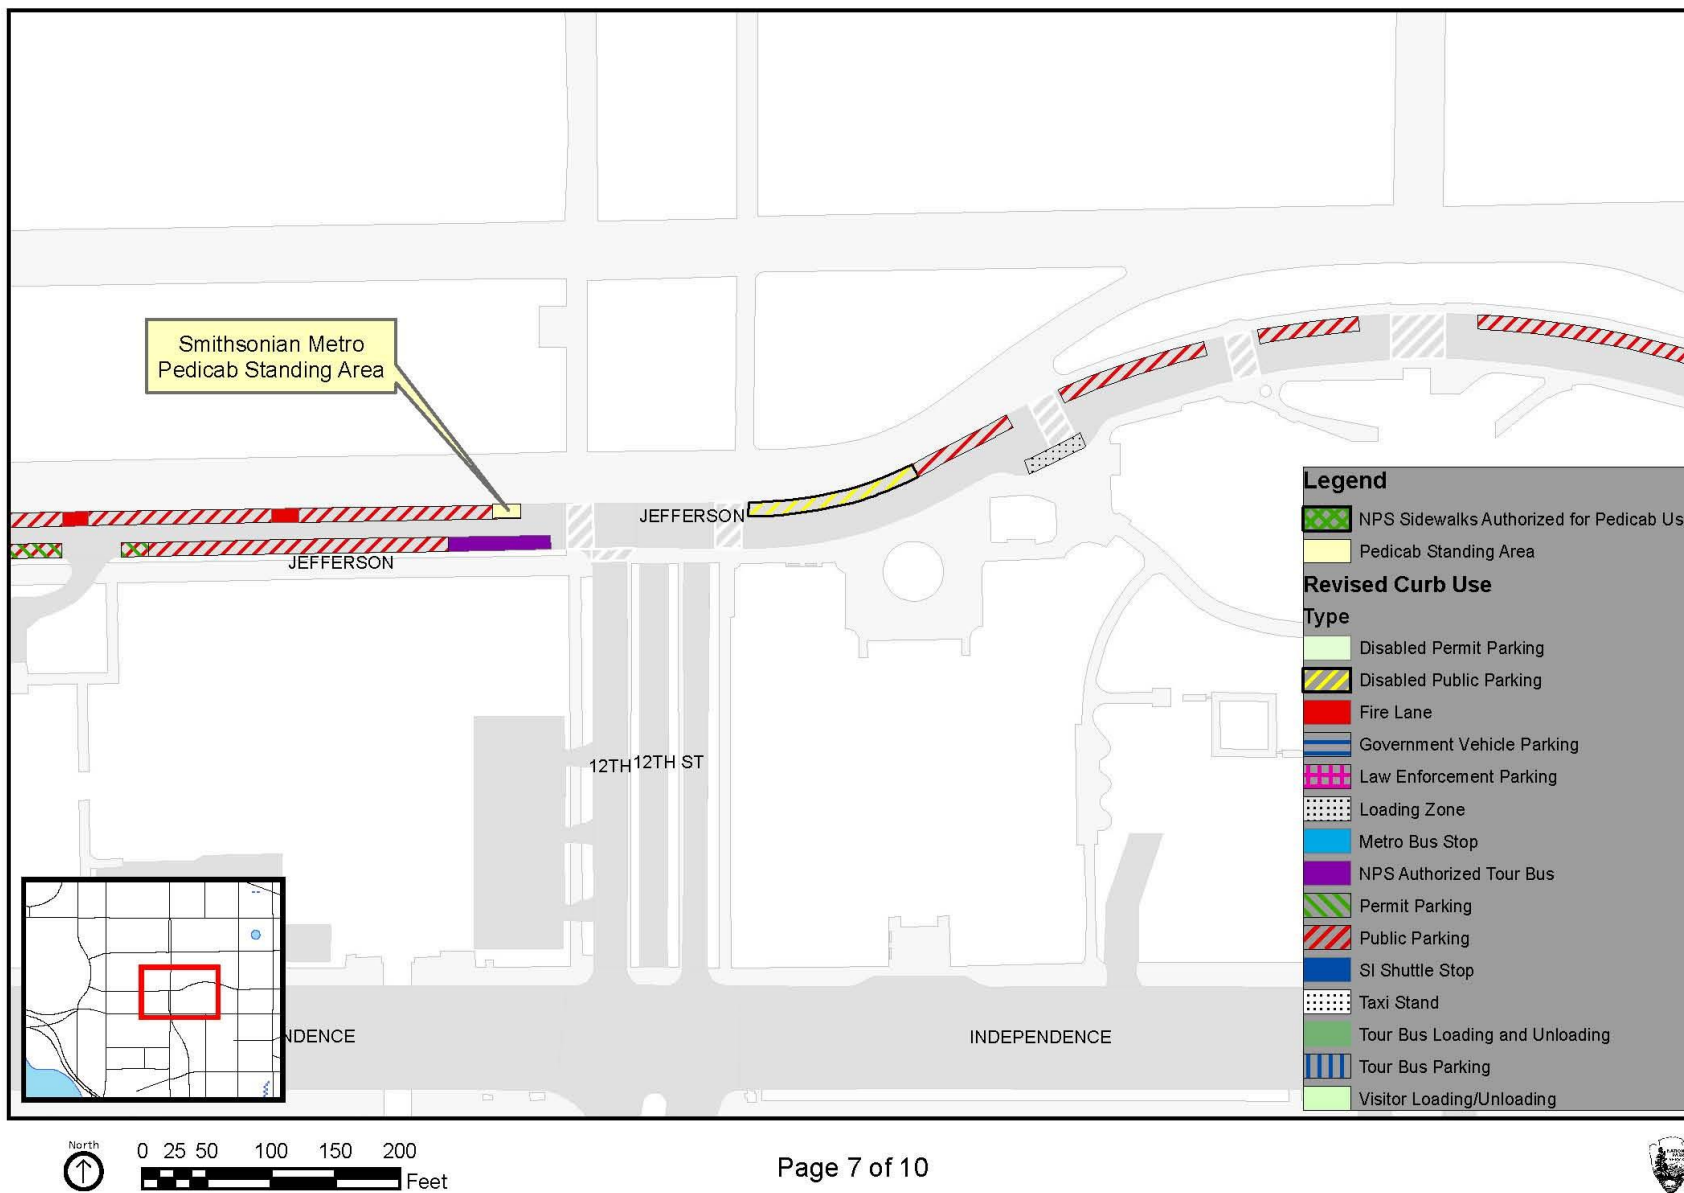 Smithsonian Metro
Pedicab Standing Area
JEFFERSON
JEFFERSON
12TH
12TH ST
NDENCE
INDEPENDENCE
Legend
NPS Sidewalks Authorized for Pedicab Us
Pedicab Standing Area
Revised Curb Use
Type
Disabled Permit Parking
Disabled Public Parking
Fire Lane
Government Vehicle Parking
Law Enforcement Parking
Loading Zone
Metro Bus Stop
NPS Authorized Tour Bus
Permit Parking
Public Parking
SI Shuttle Stop
Taxi Stand
Tour Bus Loading and Unloading
Tour Bus Parking
Visitor Loading/Unloading
North
0 25 50 100 150 200
Feet
Page 7 of 10